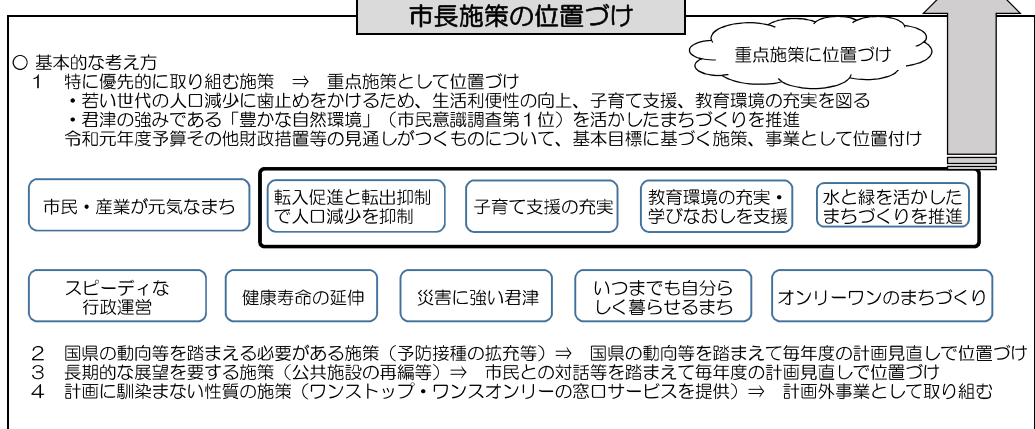 市長施策の位置づけ
重点施策に位置づけ
○ 基本的な考え方
1 特に優先的に取り組む施策 ⇒ 重点施策として位置づけ
・若い世代の人口減少に歯止めをかけるため、生活利便性の向上、子育て支援、教育環境の充実を図る
・君津の強みである「豊かな自然環境」（市民意識調査第１位）を活かしたまちづくりを推進
令和元年度予算その他財政措置等の見通しがつくものについて、基本目標に基づく施策、事業として位置付け
市民・産業が元気なまち
転入促進と転出抑制
で人口減少を抑制
子育て支援の充実
教育環境の充実・
学びなおしを支援
水と緑を活かした
まちづくりを推進
スピーディな
行政運営
健康寿命の延伸
災害に強い君津
いつまでも自分ら
しく暮らせるまち
オンリーワンのまちづくり
2 国県の動向等を踏まえる必要がある施策（予防接種の拡充等）⇒ 国県の動向等を踏まえて毎年度の計画見直しで位置づけ
3 長期的な展望を要する施策（公共施設の再編等）⇒ 市民との対話等を踏まえて毎年度の計画見直しで位置づけ
4 計画に馴染まない性質の施策（ワンストップ・ワンスオンリーの窓口サービスを提供）⇒ 計画外事業として取り組む